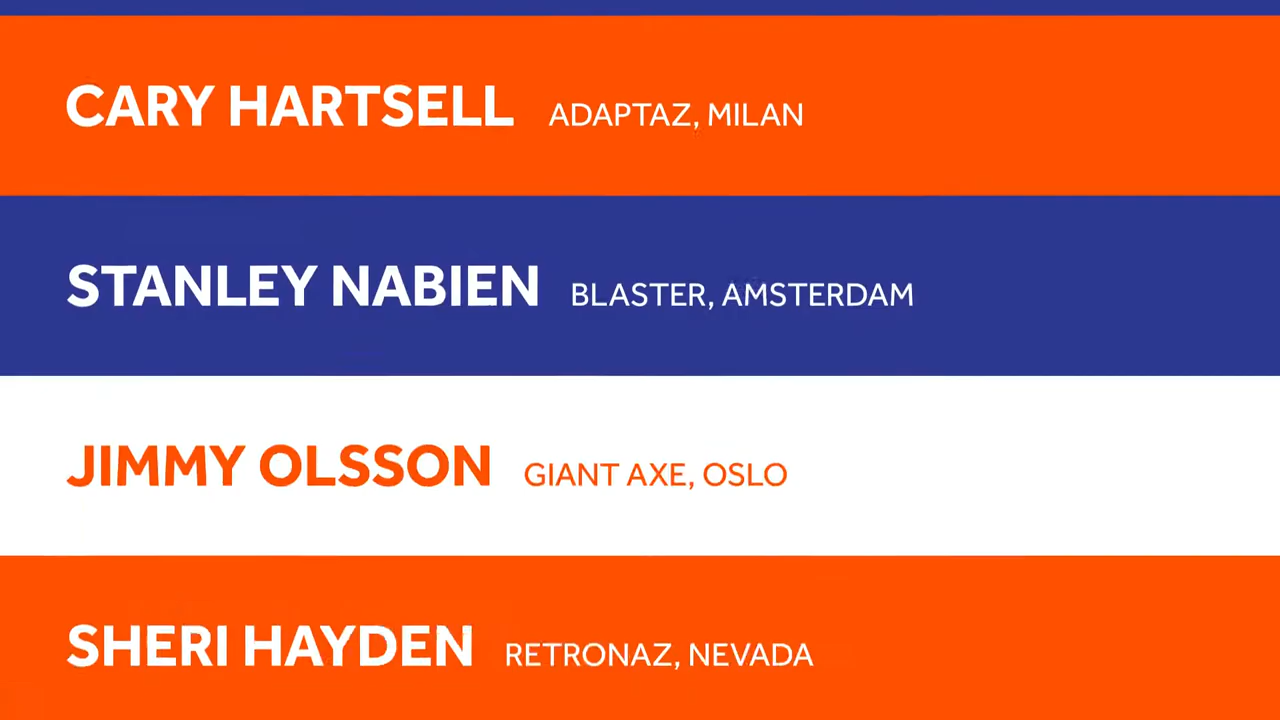 CARY HARTSELL ADAPTAZ, MILAN
STANLEY NABIEN BLASTER, AMSTERDAM
JIMMY OLSSON GIANT AXE, OSLO
SHERI HAYDEN RETRONAZ, NEVADA